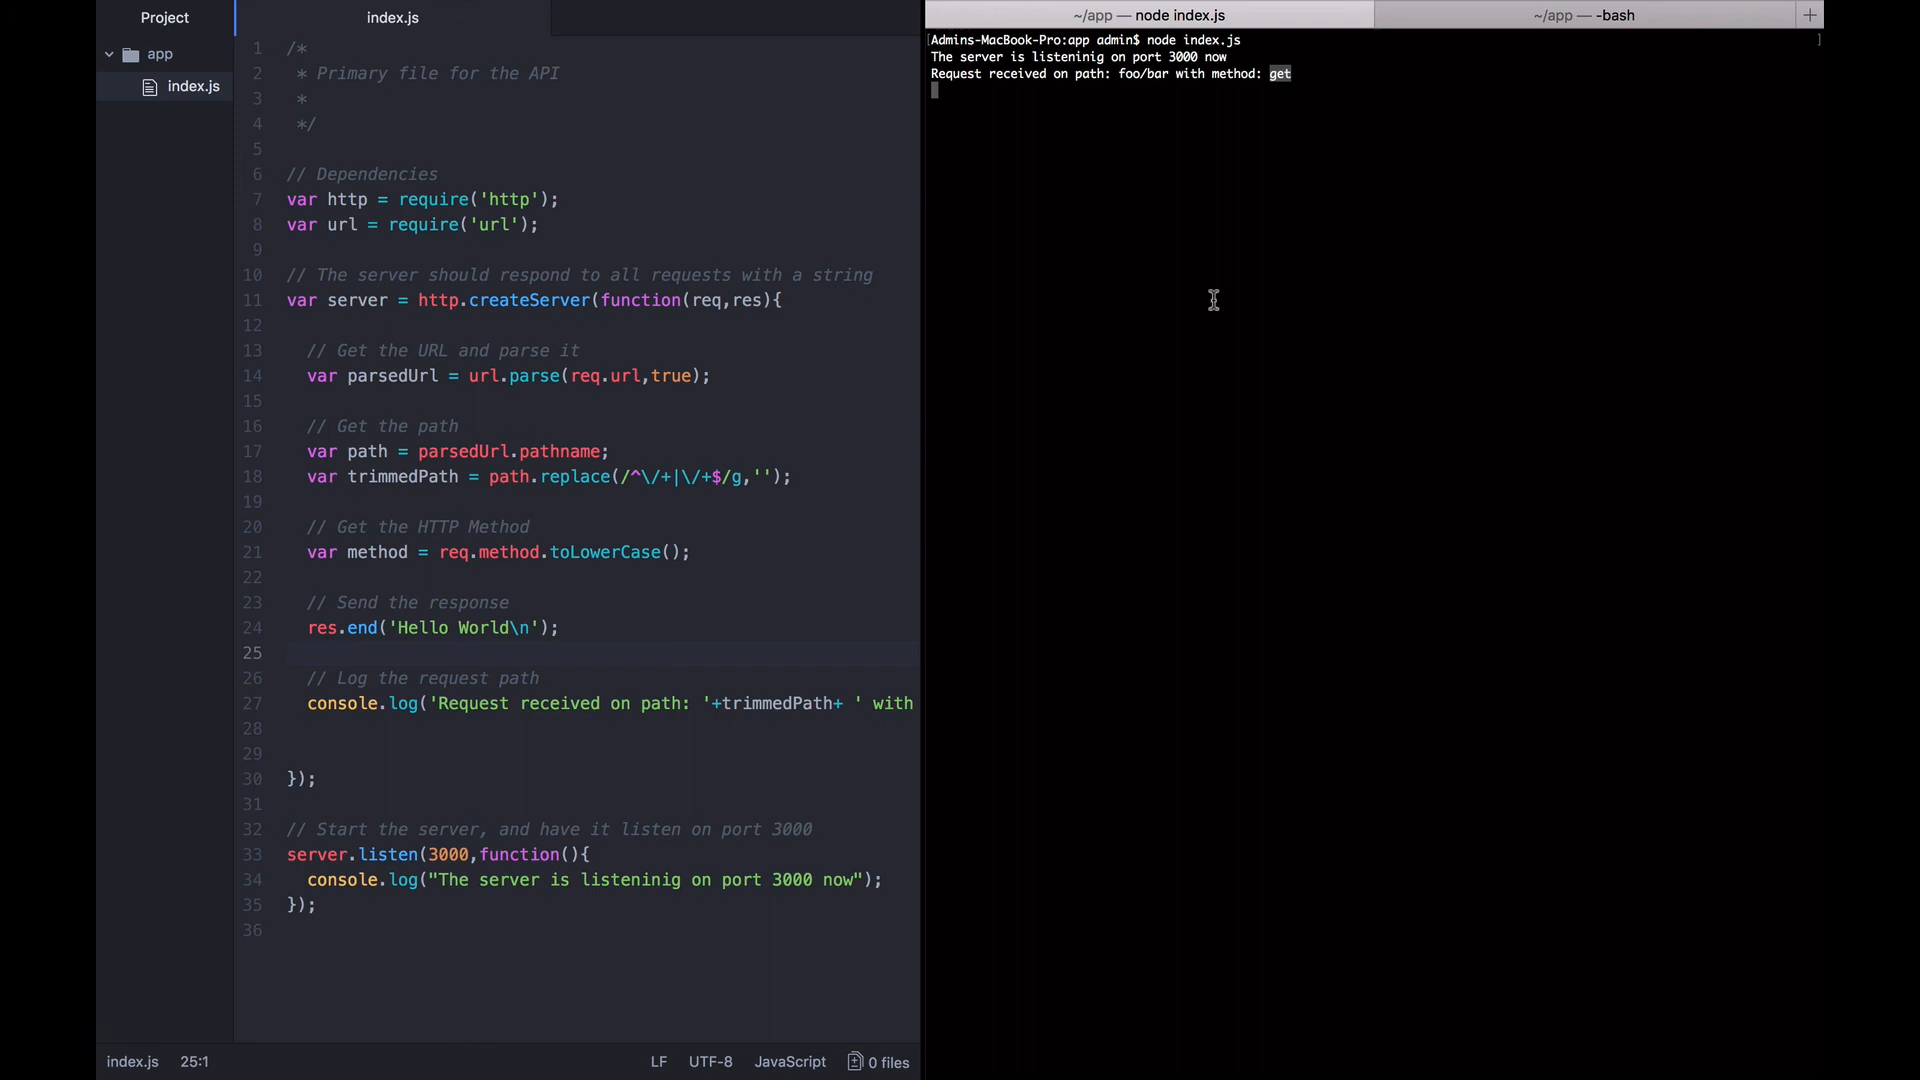 Project
app
index.js
index.js
1 /*
2  * Primary file for the API
3  *
4  */
5
6 // Dependencies
7 var http = require('http');
8 var url = require('url');
9
10 // The server should respond to all requests with a string
11 var server = http.createServer(function(req,res){
12
13   // Get the URL and parse it
14   var parsedUrl = url.parse(req.url,true);
15
16   // Get the path
17   var path = parsedUrl.pathname;
18   var trimmedPath = path.replace(/^\/+|\/+$/g,'');
19
20   // Get the HTTP Method
21   var method = req.method.toLowerCase();
22
23   // Send the response
24   res.end('Hello World\n');
25
26   // Log the request path
27   console.log('Request received on path: '+trimmedPath+ ' with
28
29
30 });
31
32 // Start the server, and have it listen on port 3000
33 server.listen(3000,function(){
34   console.log("The server is listeninig on port 3000 now");
35 });
36
index.js 25:1 LF UTF-8 JavaScript 0 files
~/app — node index.js ~/app — -bash +
[Admins-MacBook-Pro:app admin$ node index.js ]
The server is listeninig on port 3000 now
Request received on path: foo/bar with method: get